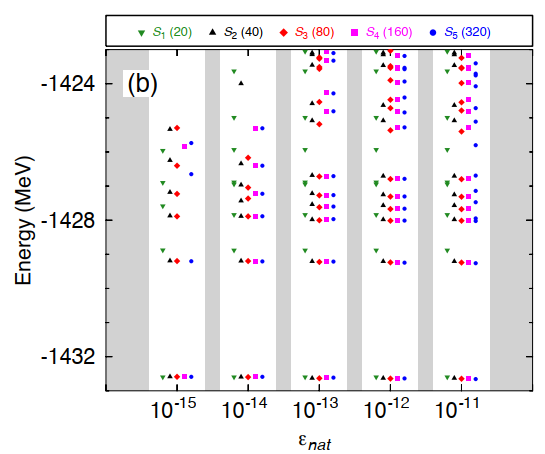 S1 (20) S2 (40) S3 (80) S4 (160) S5 (320)
(b)
-1424
-1428
-1432
Energy (MeV)
10-15 10-14 10-13 10-12 10-11
εnat